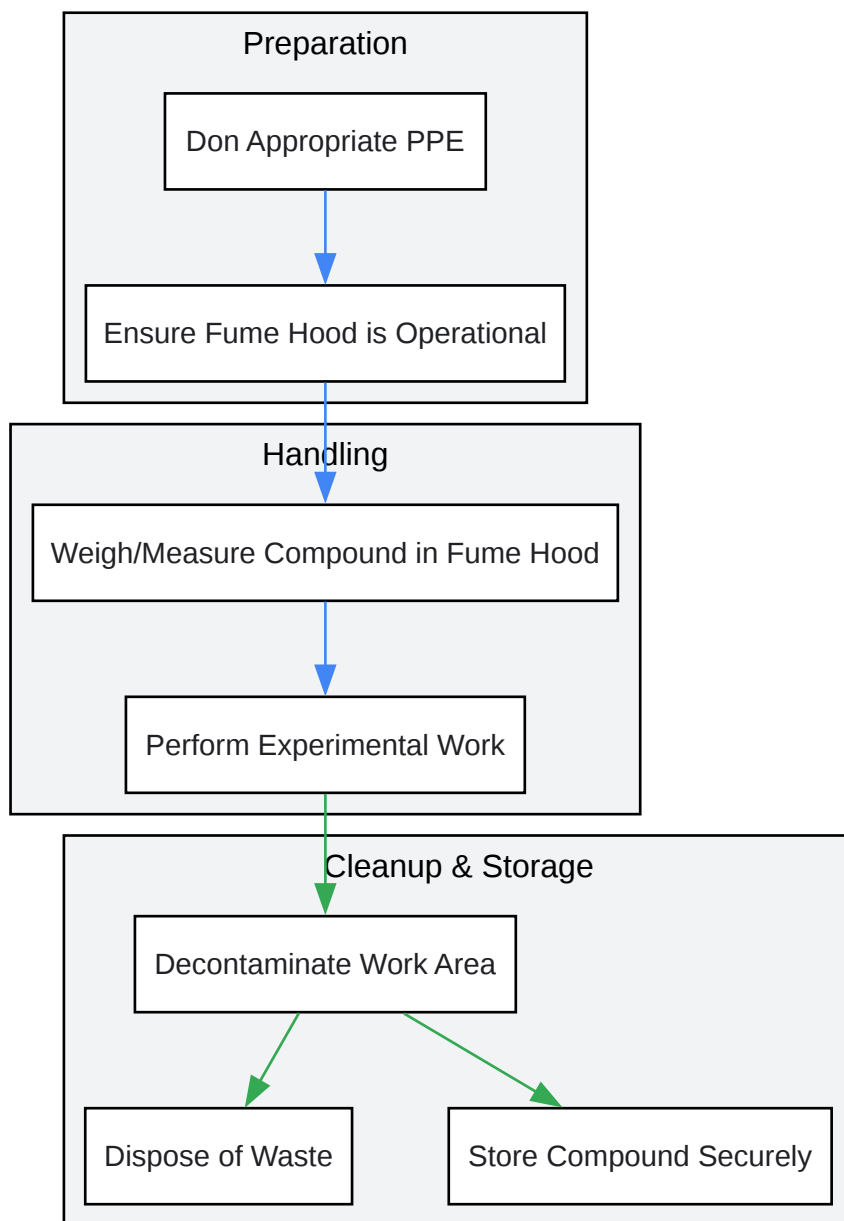 Preparation
Don Appropriate PPE
Ensure Fume Hood is Operational
Handling
Weigh/Measure Compound in Fume Hood
Perform Experimental Work
Cleanup & Storage
Decontaminate Work Area
Dispose of Waste
Store Compound Securely